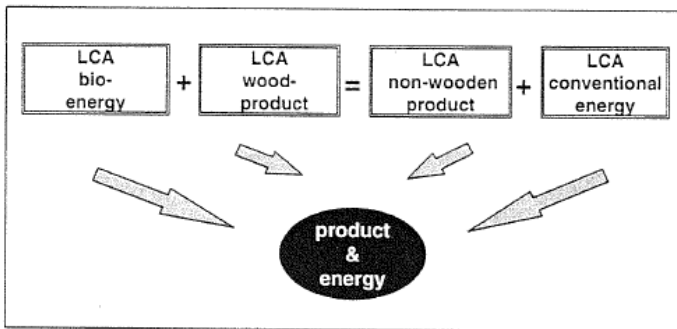 LCA
bio-
energy
+
LCA
wood-
product
=
LCA
non-wooden
product
+
LCA
conventional
energy
product
&
energy